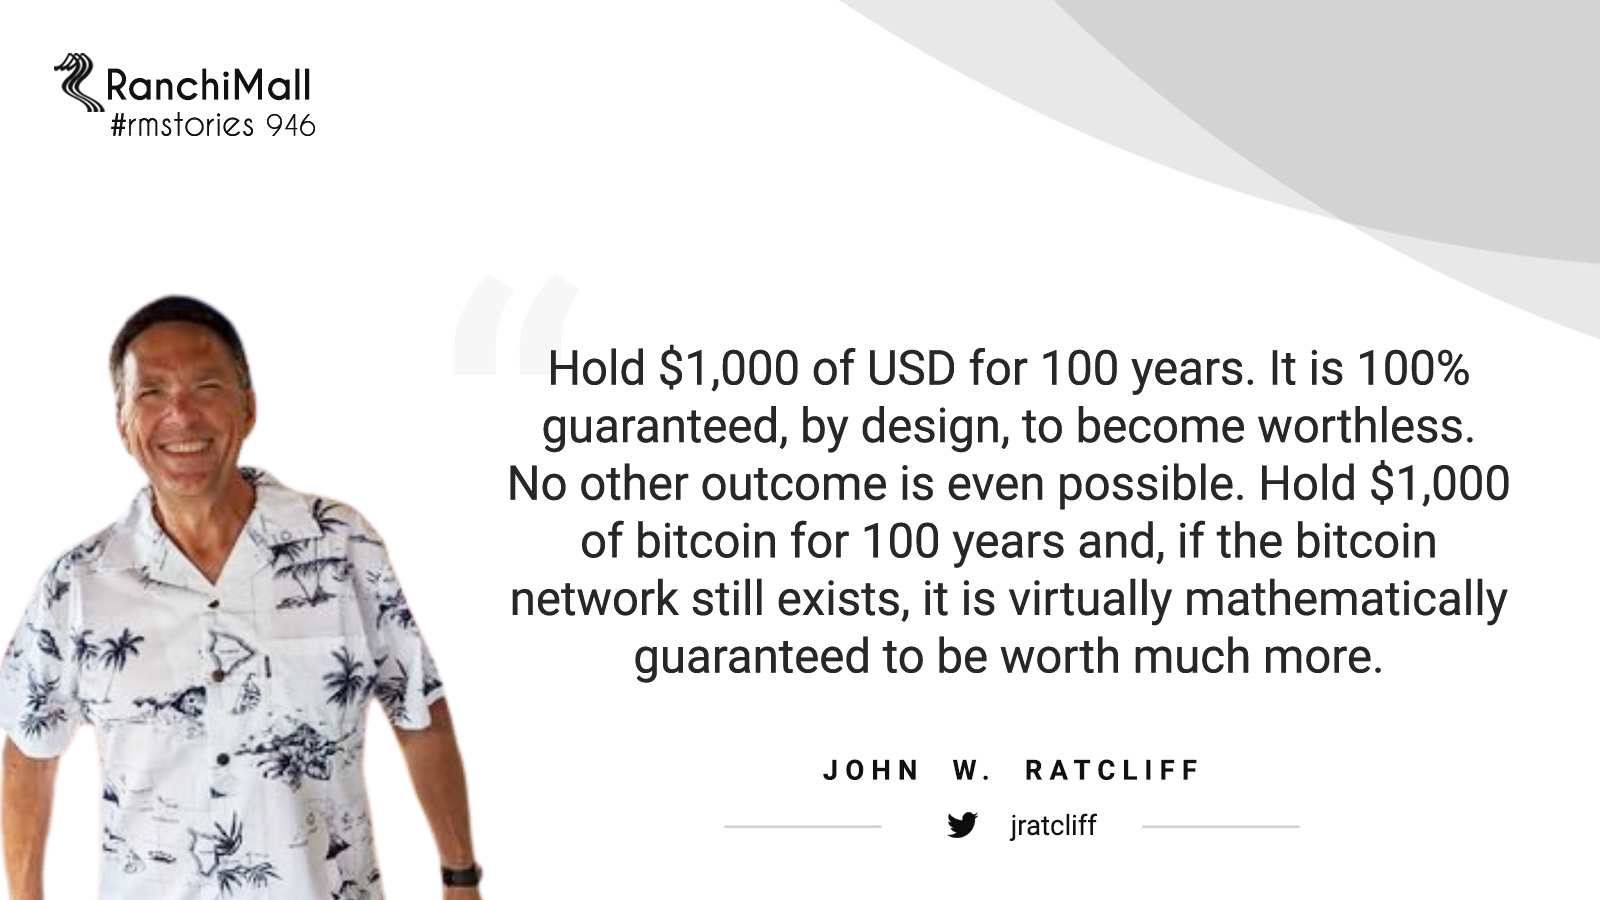 RanchiMall
#rmstories 946
Hold $1,000 of USD for 100 years. It is 100%
guaranteed, by design, to become worthless.
No other outcome is even possible. Hold $1,000
of bitcoin for 100 years and, if the bitcoin
network still exists, it is virtually mathematically
guaranteed to be worth much more.
JOHN W. RATCLIFF
jratcliff